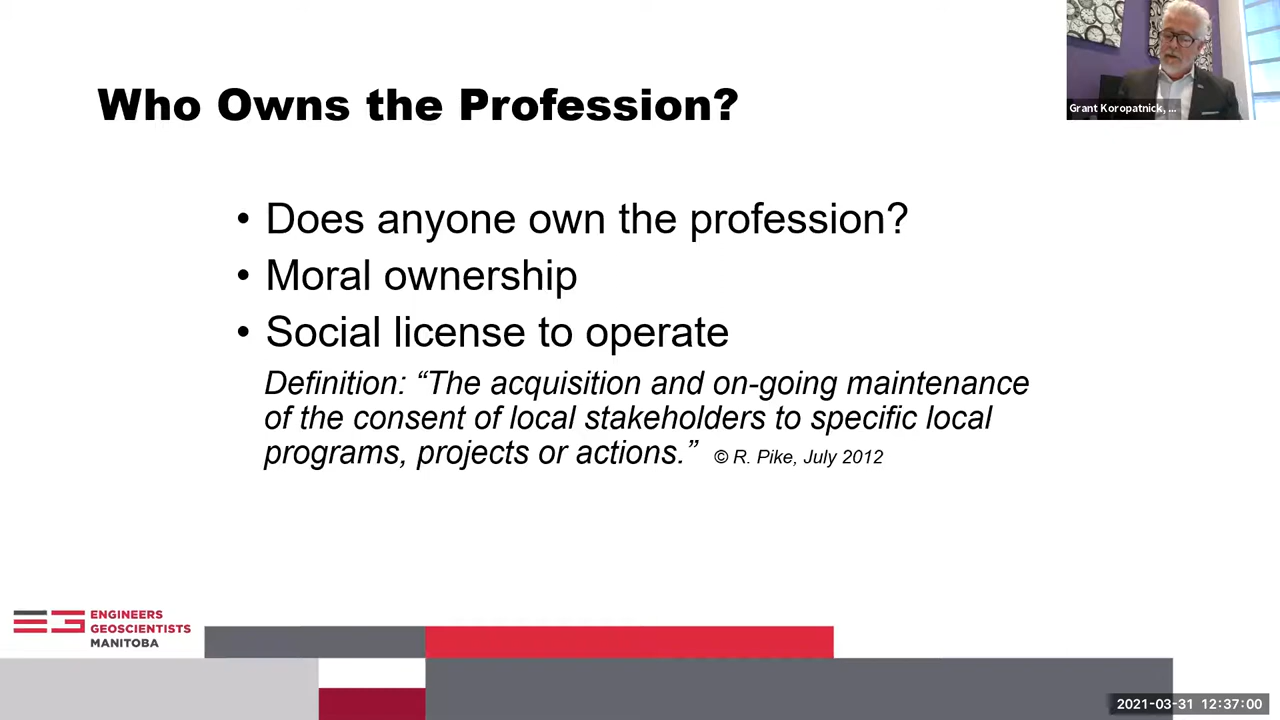 Who Owns the Profession?
Grant Koropatnick, ...
• Does anyone own the profession?
• Moral ownership
• Social license to operate
Definition: “The acquisition and on-going maintenance
of the consent of local stakeholders to specific local
programs, projects or actions.” © R. Pike, July 2012
EG ENGINEERS
GEOSCIENTISTS
MANITOBA
2021-03-31 12:37:00